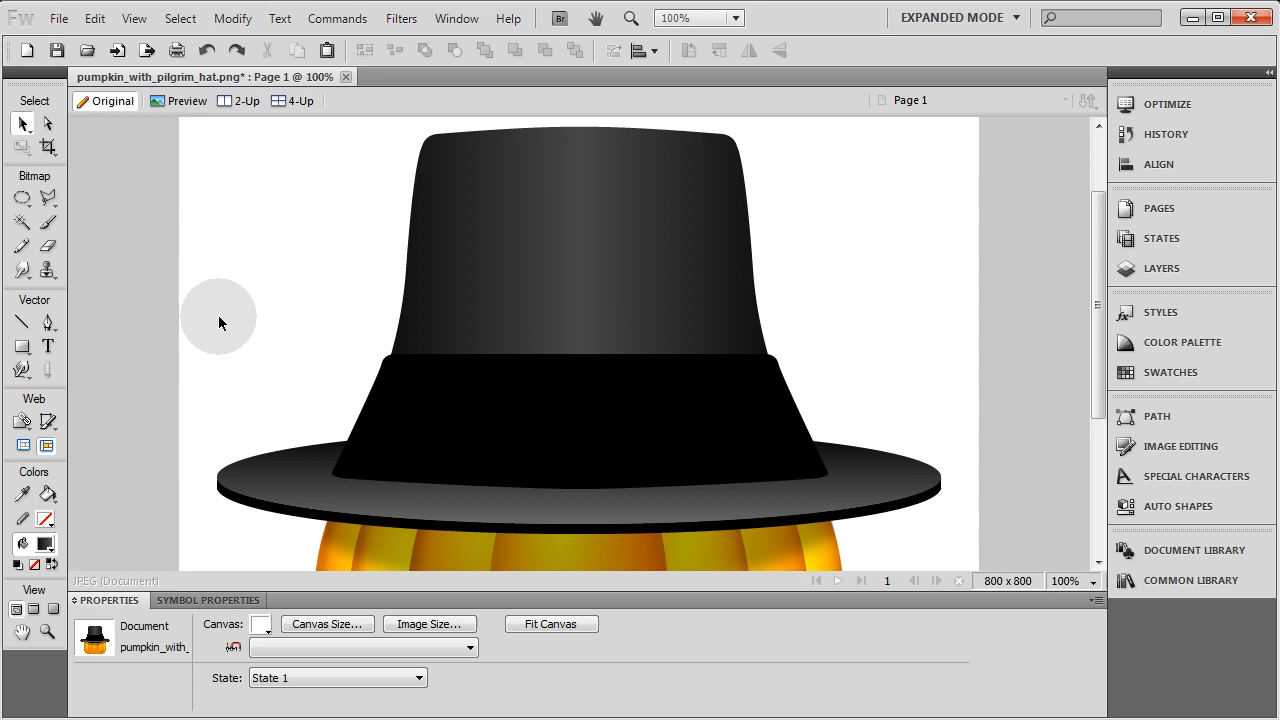 Fw File Edit View Select Modify Text Commands Filters Window Help Br 100% EXPANDED MODE
pumpkin_with_pilgrim_hat.png* : Page 1 @ 100%
Original Preview 2-Up 4-Up Page 1
Select
Bitmap
Vector
T
Web
Colors
View
OPTIMIZE
HISTORY
ALIGN
PAGES
STATES
LAYERS
STYLES
COLOR PALETTE
SWATCHES
PATH
IMAGE EDITING
SPECIAL CHARACTERS
AUTO SHAPES
DOCUMENT LIBRARY
COMMON LIBRARY
JPEG (Document) 1 800 x 800 100%
PROPERTIES SYMBOL PROPERTIES
Document Canvas: Canvas Size... Image Size... Fit Canvas
pumpkin_with_
State: State 1